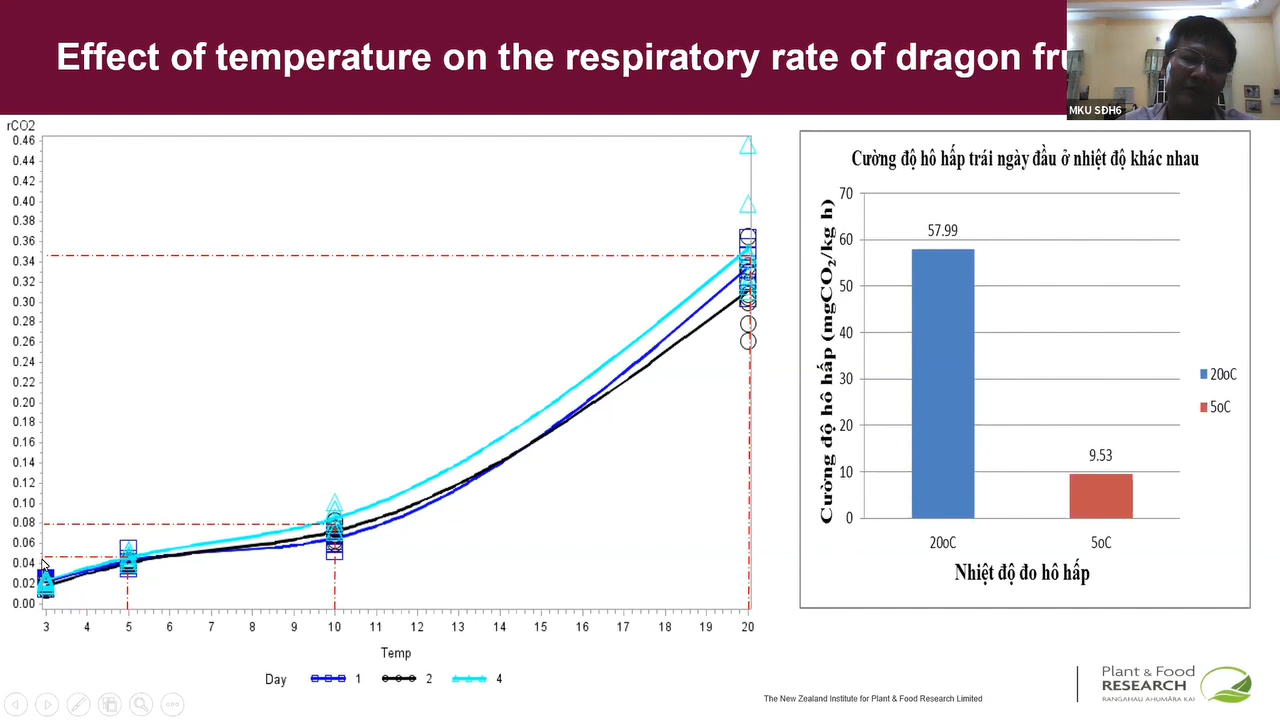 Effect of temperature on the respiratory rate of dragon fru
MKU SĐH6
rCO2
0.46
0.44
0.42
0.40
0.38
0.36
0.34
0.32
0.30
0.28
0.26
0.24
0.22
0.20
0.18
0.16
0.14
0.12
0.10
0.08
0.06
0.04
0.02
0.00
3 4 5 6 7 8 9 10 11 12 13 14 15 16 17 18 19 20
Temp
Day 1 2 4
Cường độ hô hấp trái ngày đầu ở nhiệt độ khác nhau
Cường độ hô hấp (mgCO₂/kg h)
70
60
50
40
30
20
10
0
57.99
9.53
20oC
5oC
20oC 5oC
Nhiệt độ đo hô hấp
The New Zealand Institute for Plant & Food Research Limited
Plant & Food
RESEARCH
RANGAHAU AHUMĀRA KAI